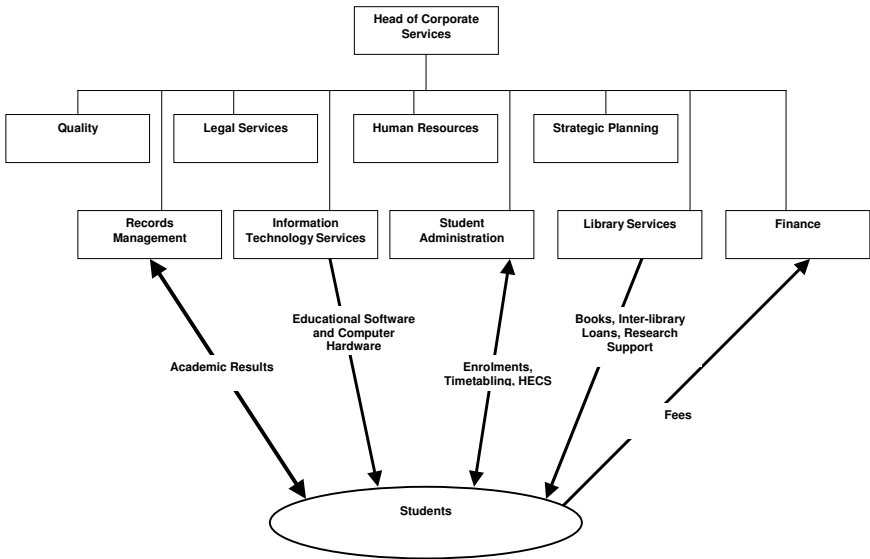 Head of Corporate
Services
Quality
Legal Services
Human Resources
Strategic Planning
Records
Management
Information
Technology Services
Student
Administration
Library Services
Finance
Educational Software
and Computer
Hardware
Books, Inter-library
Loans, Research
Support
Academic Results
Enrolments,
Timetabling, HECS
Fees
Students